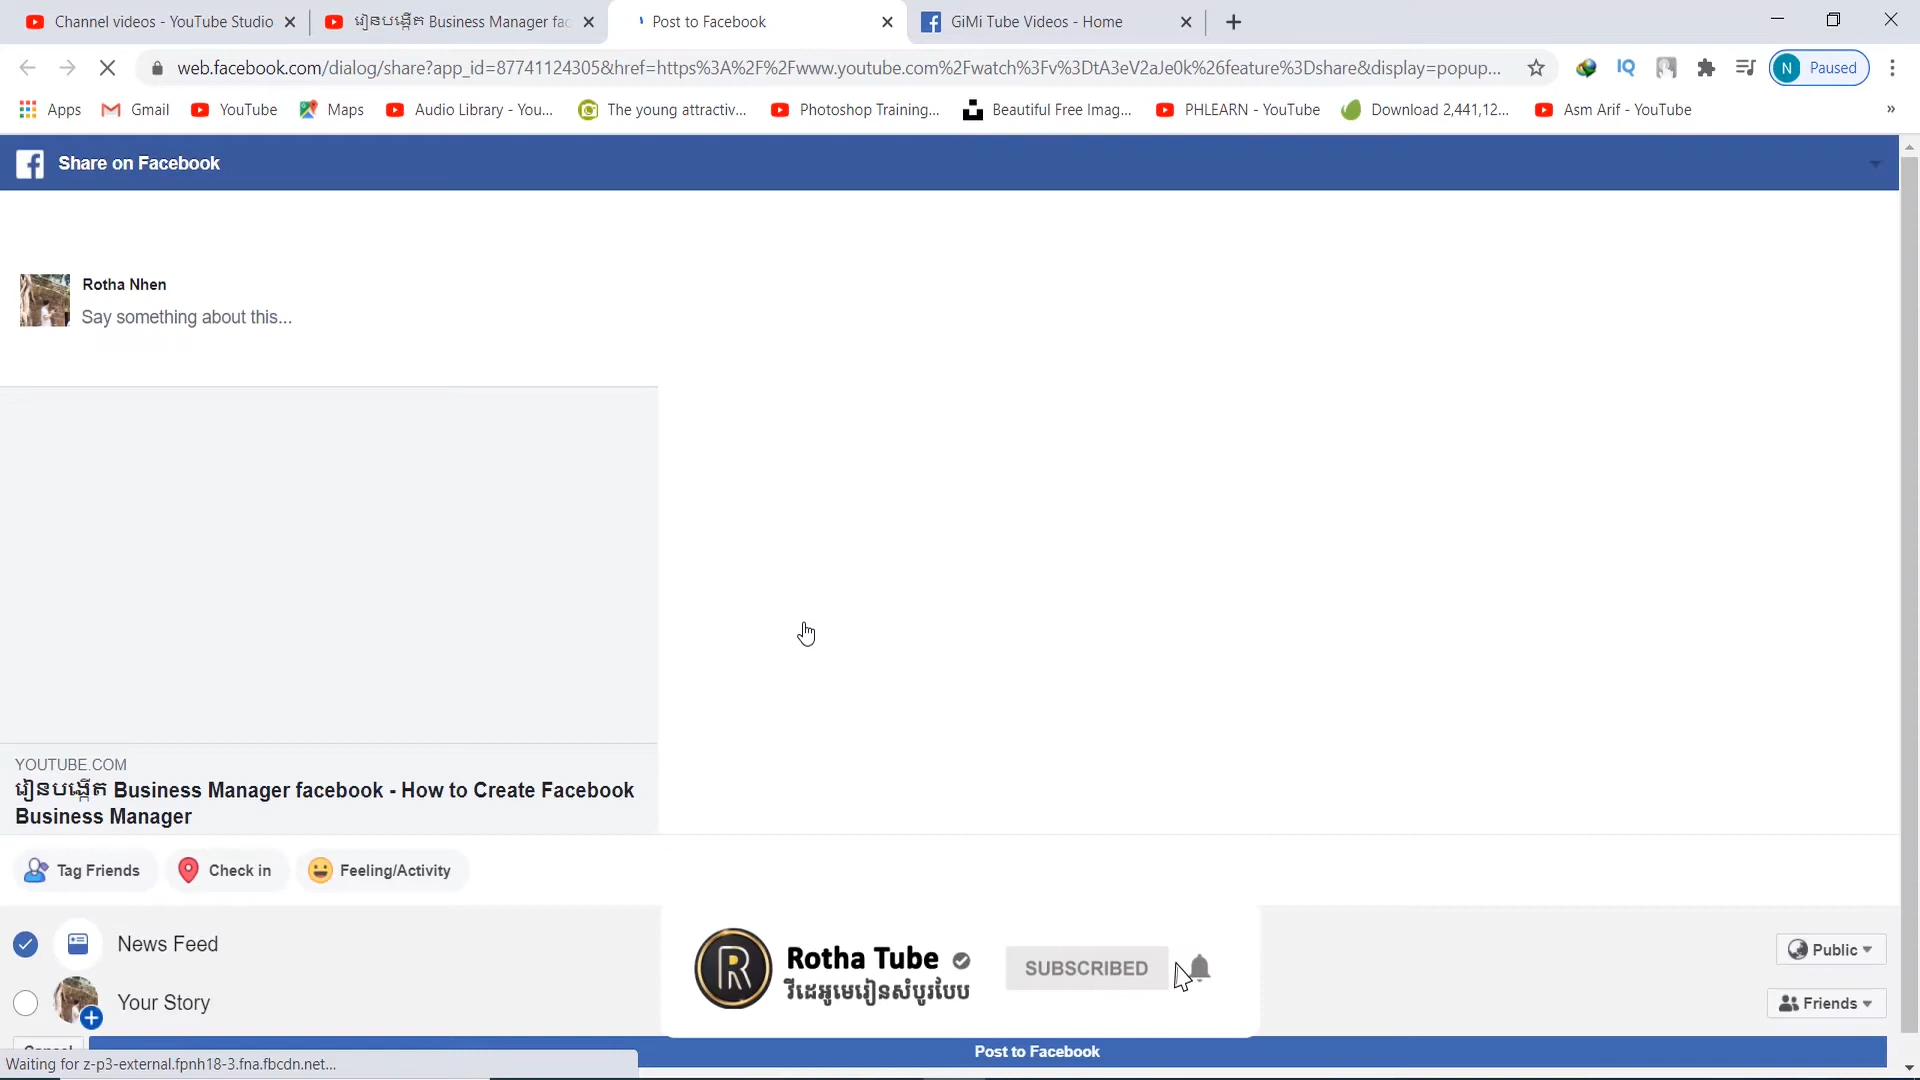 Channel videos - YouTube Studio
រៀនបង្កើត Business Manager fac
Post to Facebook
GiMi Tube Videos - Home
web.facebook.com/dialog/share?app_id=87741124305&href=https%3A%2F%2Fwww.youtube.com%2Fwatch%3Fv%3DtA3eV2aJe0k%26feature%3Dshare&display=popup...
N Paused
Apps
Gmail
YouTube
Maps
Audio Library - You...
The young attractiv...
Photoshop Training...
Beautiful Free Imag...
PHLEARN - YouTube
Download 2,441,12...
Asm Arif - YouTube
»
Share on Facebook
Rotha Nhen
Say something about this...
YOUTUBE.COM
រៀនបង្កើត Business Manager facebook - How to Create Facebook
Business Manager
Tag Friends
Check in
Feeling/Activity
News Feed
Public
Your Story
Friends
Rotha Tube
វីដេអូមេរៀនសំបូរបែប
SUBSCRIBED
Cancel
Post to Facebook
Waiting for z-p3-external.fpnh18-3.fna.fbcdn.net...